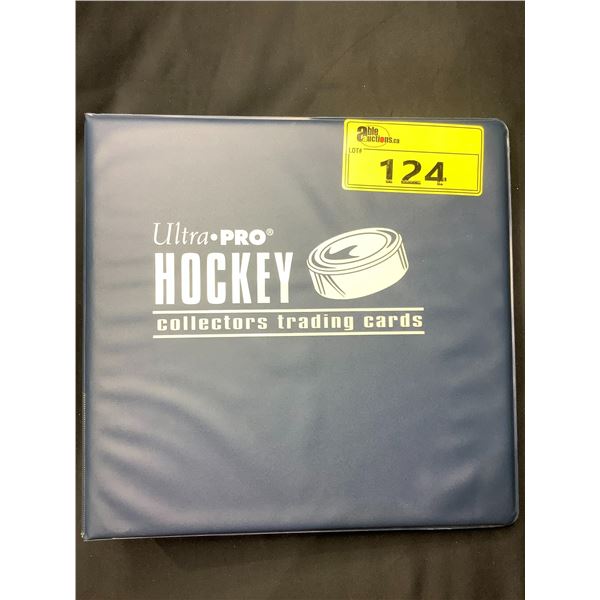 able
auctions.ca
LOT#
124
Ultra•PRO®
HOCKEY
collectors trading cards